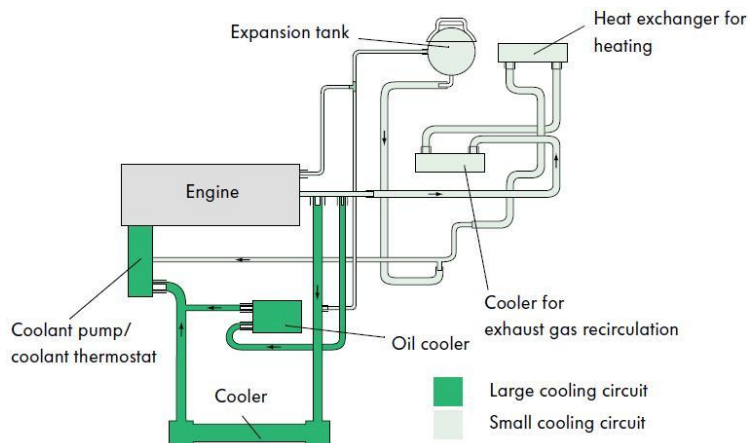 Expansion tank
Heat exchanger for
heating
Engine
Coolant pump/
coolant thermostat
Oil cooler
Cooler for
exhaust gas recirculation
Cooler
Large cooling circuit
Small cooling circuit